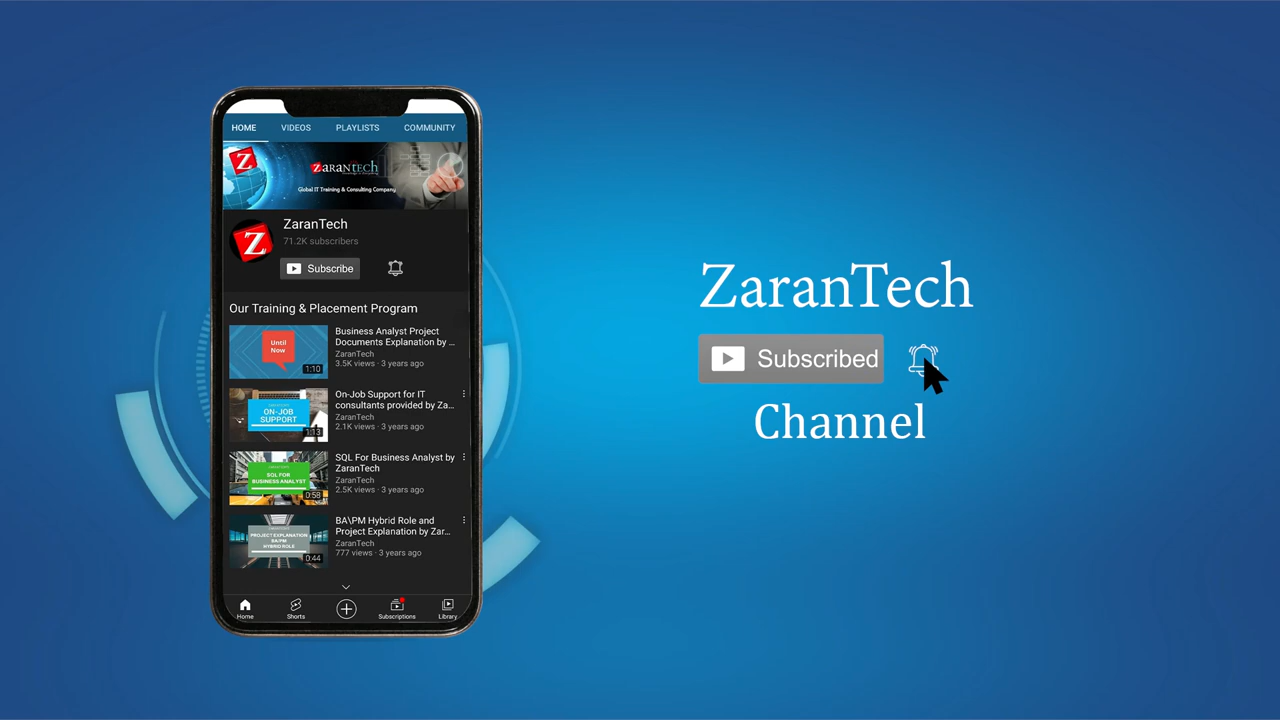 HOME VIDEOS PLAYLISTS COMMUNITY
Z ZARANTECH
Global IT Training & Consulting Company
Z
ZaranTech
71.2K subscribers
Subscribe
Our Training & Placement Program
Until
Now
1:10
Business Analyst Project
Documents Explanation by ...
ZaranTech
3.5K views · 3 years ago
ON-JOB
SUPPORT
1:13
On-Job Support for IT
consultants provided by Za...
ZaranTech
2.1K views · 3 years ago
SQL FOR
BUSINESS ANALYST
0:58
SQL For Business Analyst by
ZaranTech
ZaranTech
2.5K views · 3 years ago
PROJECT EXPLANATION
BA/PM
HYBRID ROLE
0:44
BA\PM Hybrid Role and
Project Explanation by Zar...
ZaranTech
777 views · 3 years ago
Home Shorts Subscriptions Library
ZaranTech
Subscribed
Channel